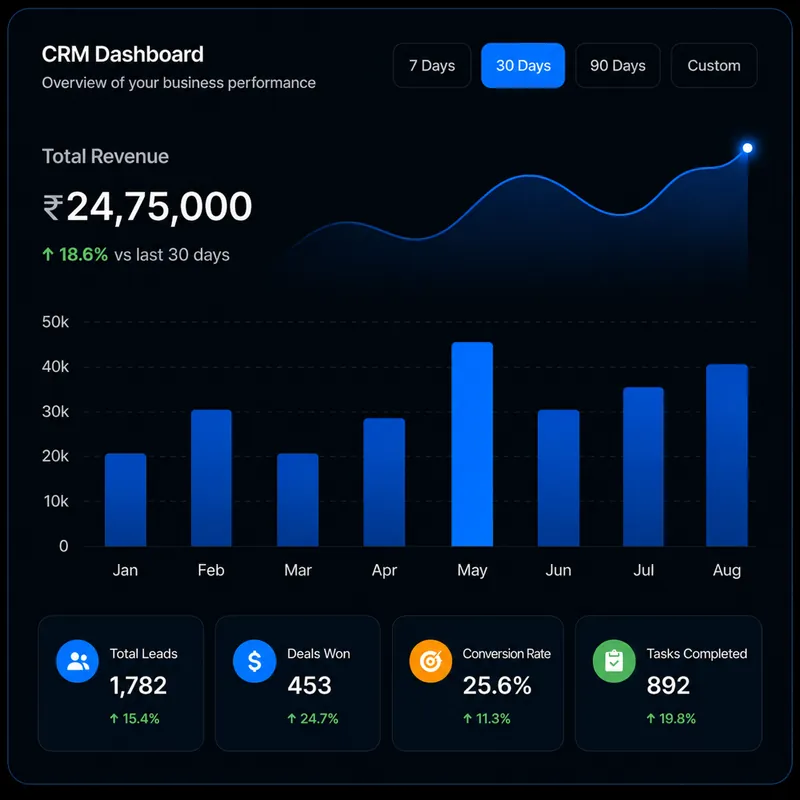 CRM Dashboard
Overview of your business performance
7 Days
30 Days
90 Days
Custom
Total Revenue
₹24,75,000
↑ 18.6% vs last 30 days
50k
40k
30k
20k
10k
0
Jan
Feb
Mar
Apr
May
Jun
Jul
Aug
Total Leads
1,782
↑ 15.4%
$
Deals Won
453
↑ 24.7%
Conversion Rate
25.6%
↑ 11.3%
Tasks Completed
892
↑ 19.8%